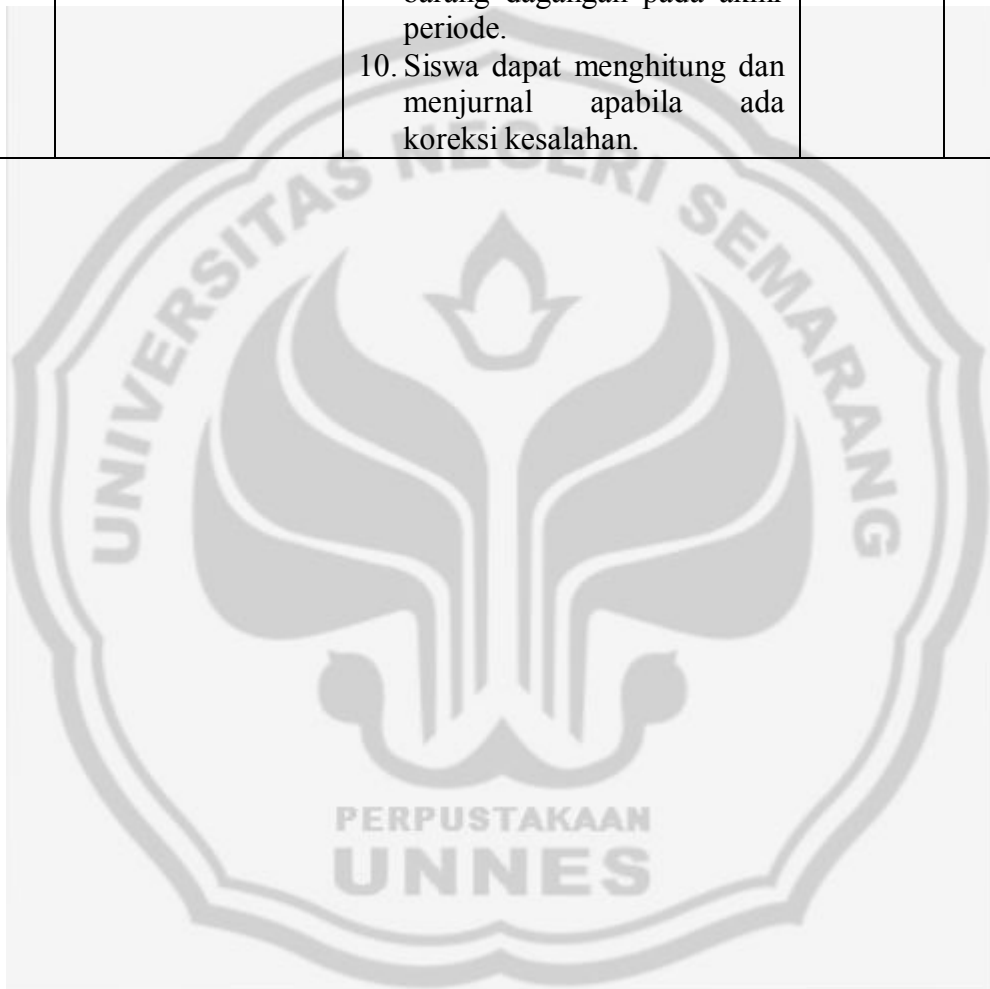 periode.
10. Siswa dapat menghitung dan
menjurnal apabila ada
koreksi kesalahan.
UNIVERSITAS NEGERI SEMARANG
PERPUSTAKAAN
UNNES